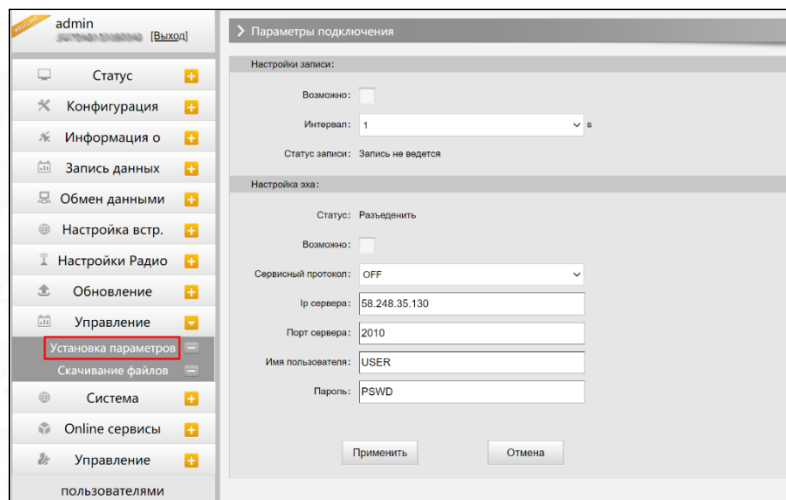 admin
[Выход]
Статус
Конфигурация
Информация о
Запись данных
Обмен данными
Настройка встр.
Настройки Радио
Обновление
Управление
Установка параметров
Скачивание файлов
Система
Online сервисы
Управление
пользователями
Параметры подключения
Настройки записи:
Возможно:
Интервал: 1 s
Статус записи: Запись не ведется
Настройка эха:
Статус: Разъеденить
Возможно:
Сервисный протокол: OFF
Ip сервера: 58.248.35.130
Порт сервера: 2010
Имя пользователя: USER
Пароль: PSWD
Применить Отмена